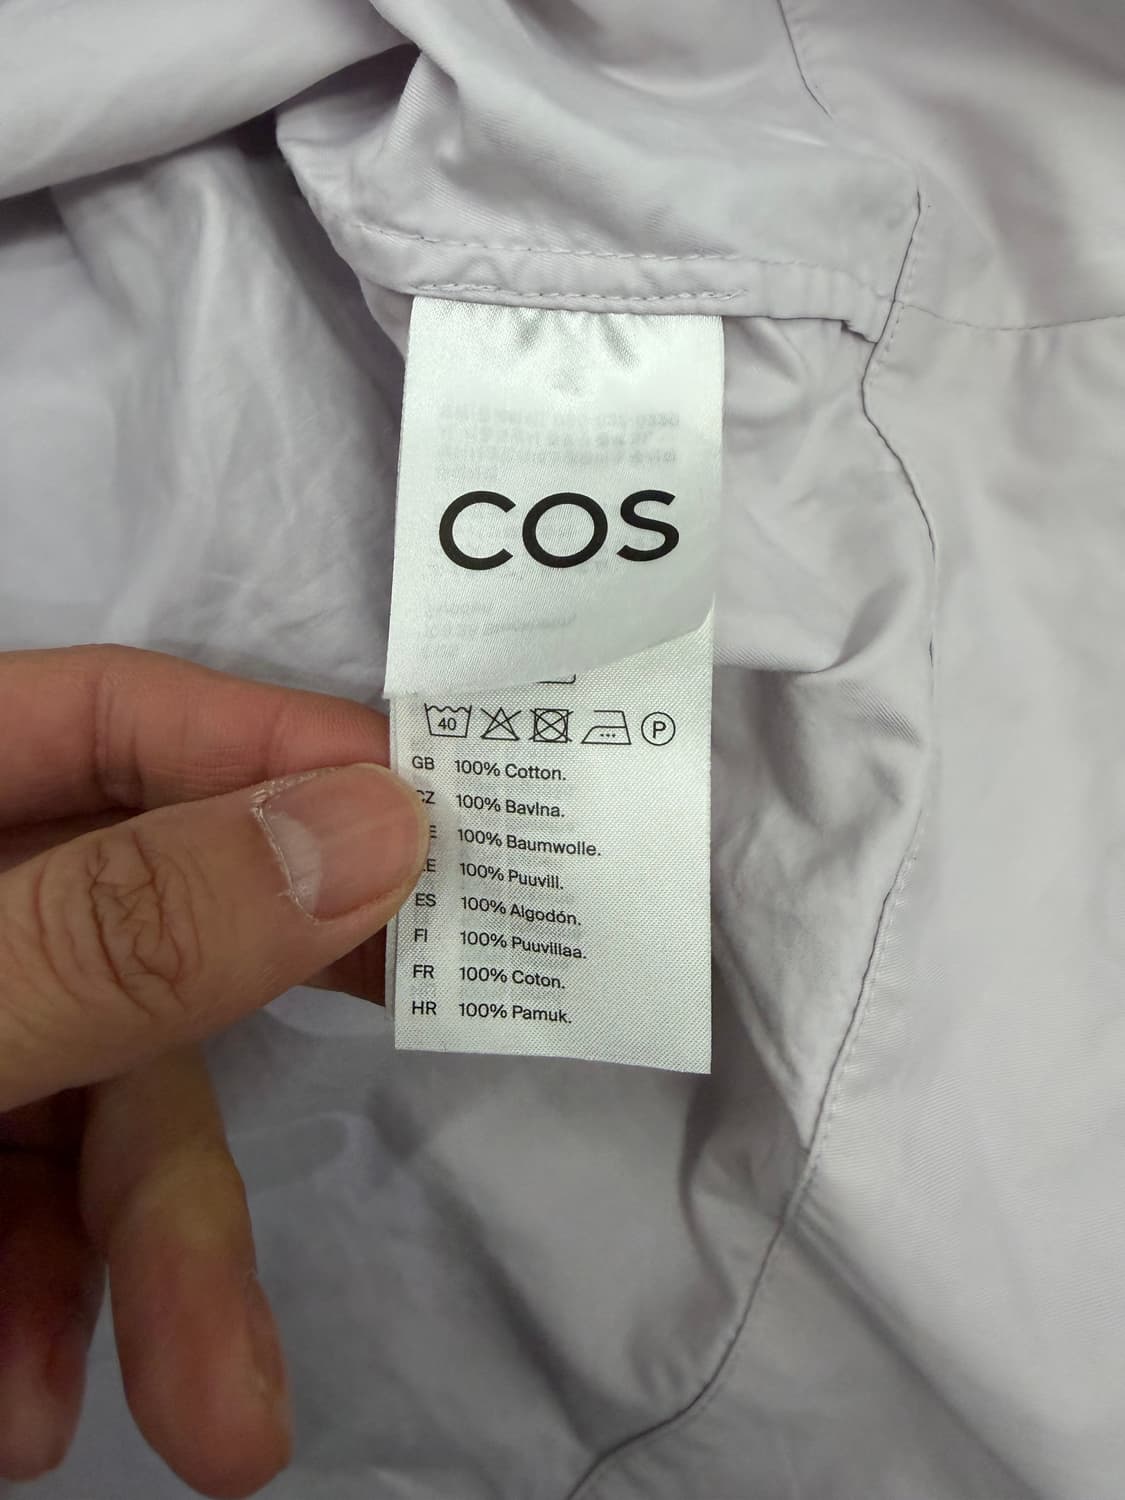 COS
40 P
GB 100% Cotton.
CZ 100% Bavlna.
E 100% Baumwolle.
E 100% Puuvill.
ES 100% Algodón.
FI 100% Puuvillaa.
FR 100% Coton.
HR 100% Pamuk.